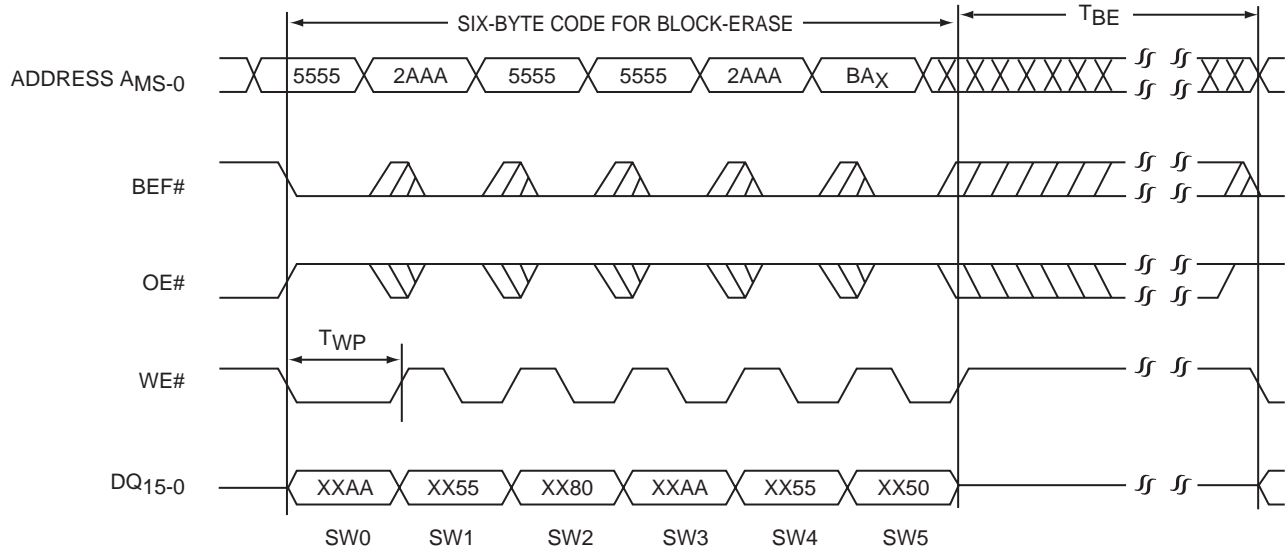 SIX-BYTE CODE FOR BLOCK-ERASE TBE
ADDRESS AMS-0 5555 2AAA 5555 5555 2AAA BAX
BEF#
OE#
TWP
WE#
DQ15-0 XXAA XX55 XX80 XXAA XX55 XX50
SW0 SW1 SW2 SW3 SW4 SW5